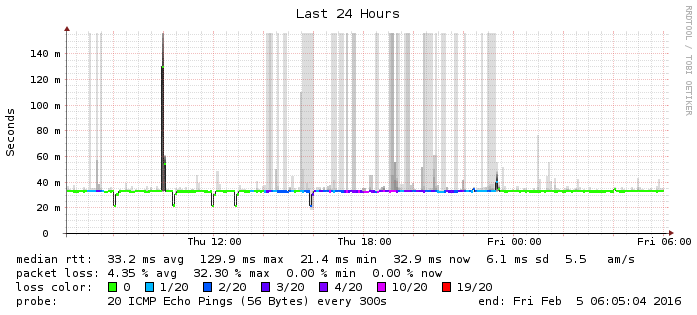 Last 24 Hours
RRDTOOL / TOBI OETIKER
Seconds
140 m
120 m
100 m
80 m
60 m
40 m
20 m
0
Thu 12:00 Thu 18:00 Fri 00:00 Fri 06:00
median rtt: 33.2 ms avg 129.9 ms max 21.4 ms min 32.9 ms now 6.1 ms sd 5.5 am/s
packet loss: 4.35 % avg 32.30 % max 0.00 % min 0.00 % now
loss color: 0 1/20 2/20 3/20 4/20 10/20 19/20
probe: 20 ICMP Echo Pings (56 Bytes) every 300s end: Fri Feb 5 06:05:04 2016